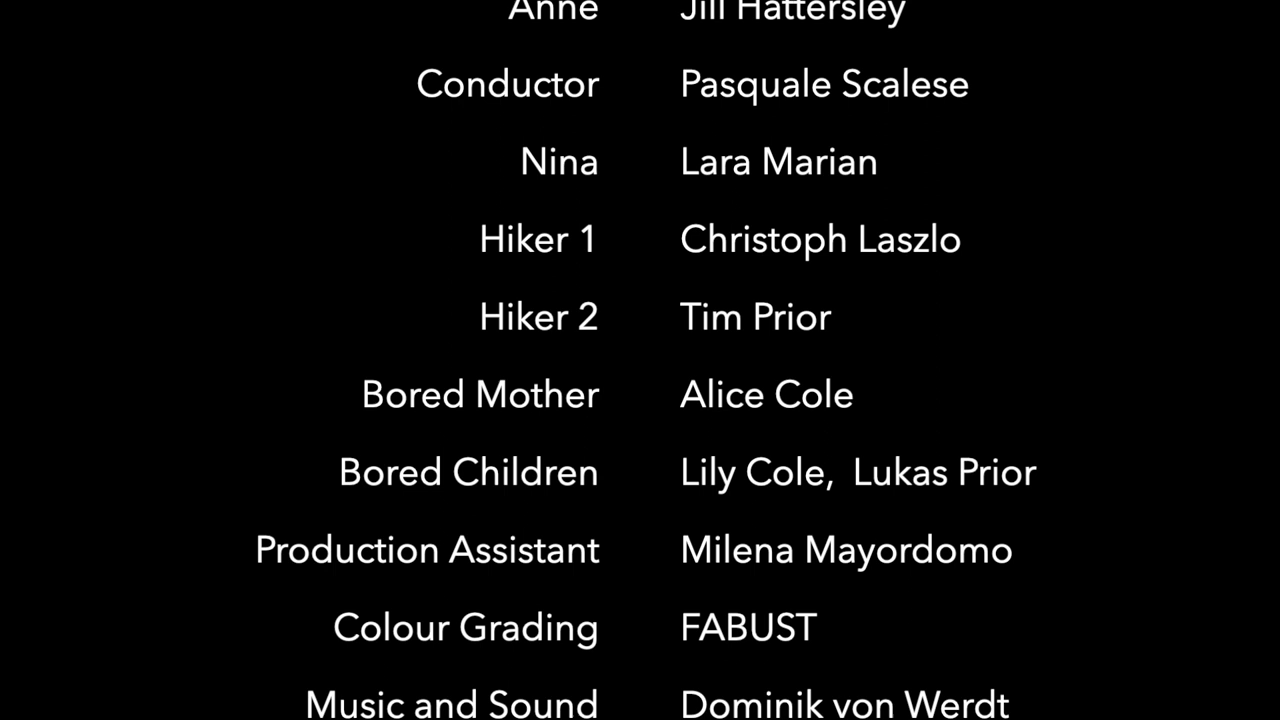 Anne Jill Hattersley
Conductor Pasquale Scalese
Nina Lara Marian
Hiker 1 Christoph Laszlo
Hiker 2 Tim Prior
Bored Mother Alice Cole
Bored Children Lily Cole, Lukas Prior
Production Assistant Milena Mayordomo
Colour Grading FABUST
Music and Sound Dominik von Werdt